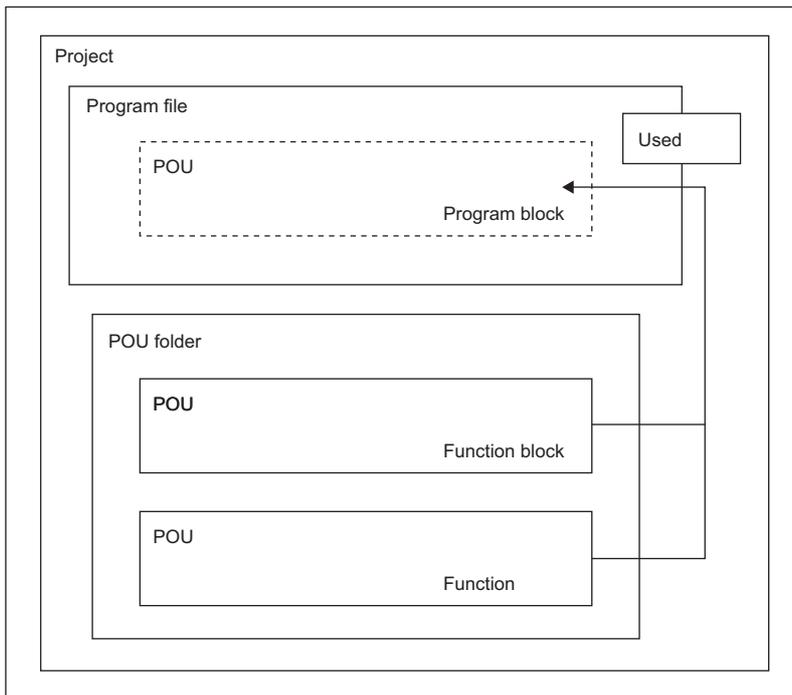 Project
Program file
Used
POU
Program block
POU folder
POU
Function block
POU
Function